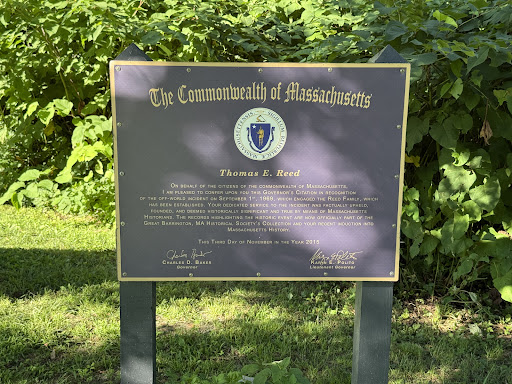 The Commonwealth of Massachusetts
Thomas E. Reed
On behalf of the citizens of the commonwealth of Massachusetts,
I am pleased to confer upon you this Governor's Citation in recognition
of the off-world incident on September 1st, 1969, which engaged the Reed Family, which
has been established. Your dedicated service to the incident was factually upheld,
founded, and deemed historically significant and true by means of Massachusetts
Historians. The records highlighting the historic event are now officially part of the
Great Barrington, MA Historical Society's Collection and your recent induction into
Massachusetts History.
This Third Day of November in the Year 2015
Charles D. Baker
Karyn E. Polito
Governor
Lieutenant Governor